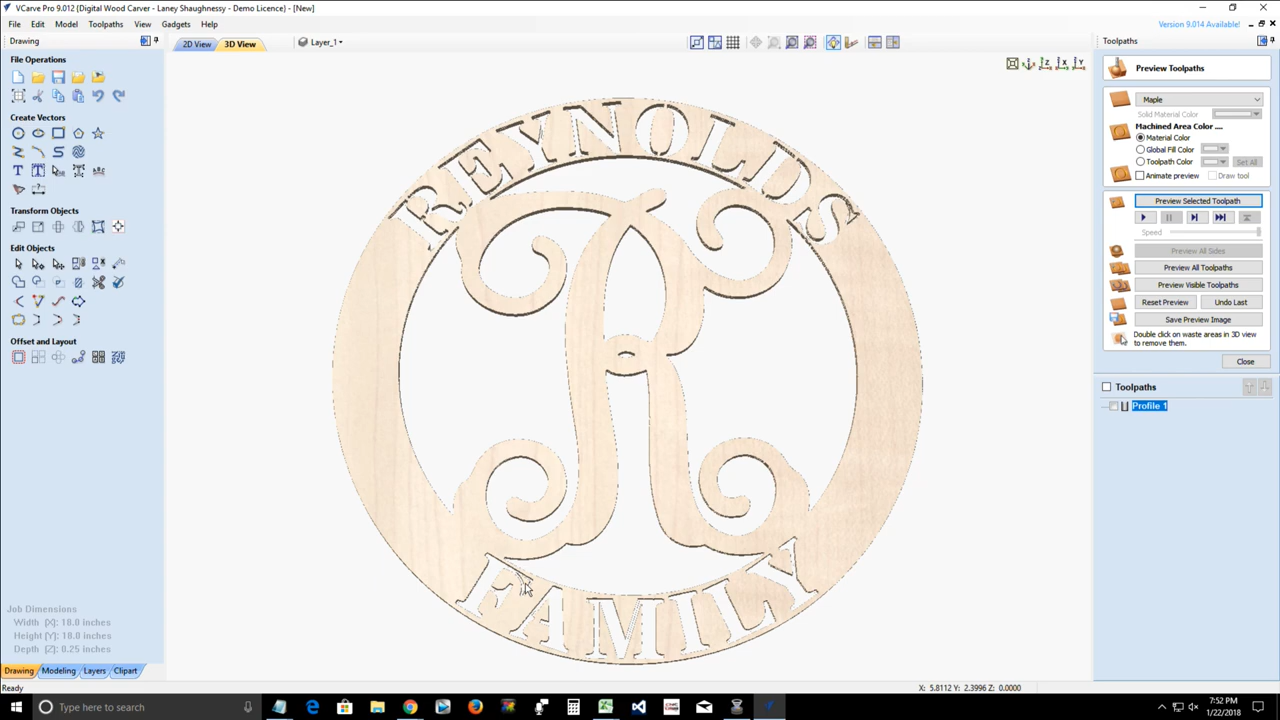 VCarve Pro 9.012 {Digital Wood Carver - Laney Shaughnessy - Demo Licence} - [New]
File Edit Model Toolpaths View Gadgets Help
Version 9.014 Available!
Drawing
2D View 3D View Layer_1
Toolpaths
File Operations
Create Vectors
Transform Objects
Edit Objects
Offset and Layout
Job Dimensions
Width (X): 18.0 inches
Height (Y): 18.0 inches
Depth (Z): 0.25 inches
Drawing Modeling Layers Clipart
Ready
REYNOLDS
R
FAMILY
Z X Y
Preview Toolpaths
Maple
Solid Material Color
Machined Area Color ....
Material Color
Global Fill Color
Toolpath Color Set All
Animate preview Draw tool
Preview Selected Toolpath
Speed
Preview All Sides
Preview All Toolpaths
Preview Visible Toolpaths
Reset Preview Undo Last
Save Preview Image
Double click on waste areas in 3D view
to remove them.
Close
Toolpaths
Profile 1
X: 5.8112 Y: 2.3996 Z: 0.0000
Type here to search
7:52 PM
1/22/2018